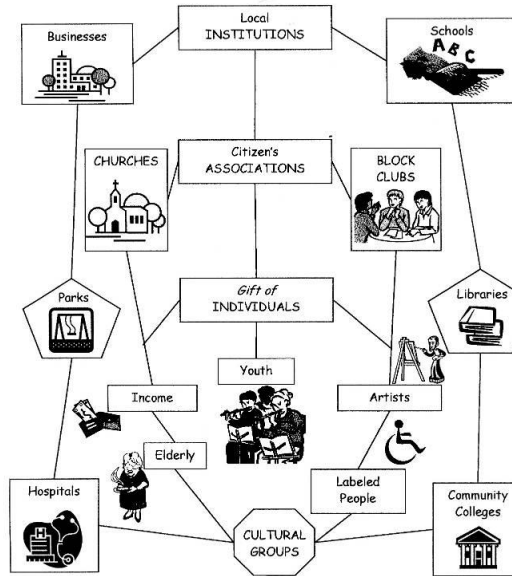 Local
INSTITUTIONS
Businesses
Schools
A B C
CHURCHES
Citizen's
ASSOCIATIONS
BLOCK
CLUBS
Gift of
INDIVIDUALS
Parks
Libraries
Youth
Income
Artists
Elderly
Labeled
People
Hospitals
H
Community
Colleges
CULTURAL
GROUPS